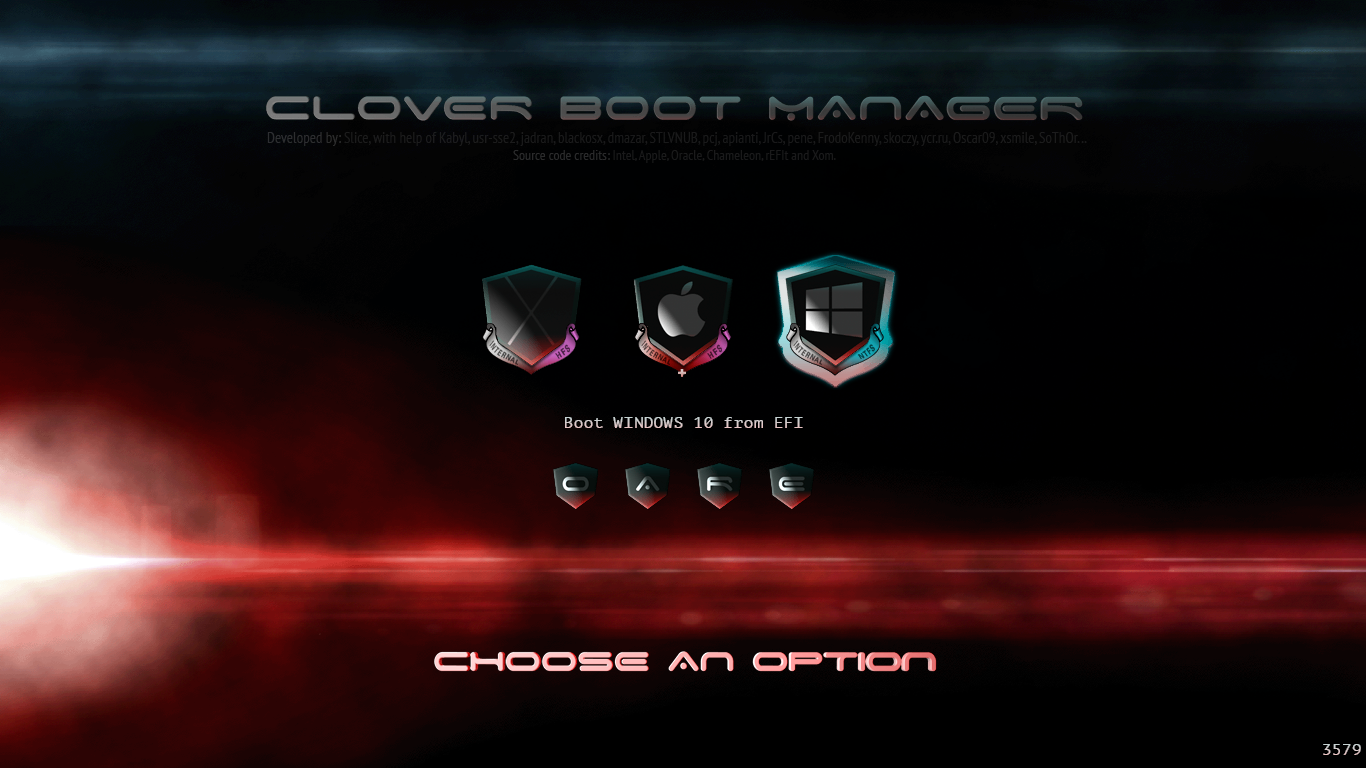 CLOVER BOOT MANAGER
Developed by: Slice, with help of Kabyl, usr-sse2, jadran, blackosx, dmazar, STLVNUB, pcj, apianti, JrCs, pene, FrodoKenny, skoczy, ycr.ru, Oscar09, xsmile, SoThOr...
Source code credits: Intel, Apple, Oracle, Chameleon, rEFIt and Xom.
X
INTERNAL HFS INTERNAL HFS INTERNAL NTFS
Boot WINDOWS 10 from EFI
O A R E
CHOOSE AN OPTION
3579